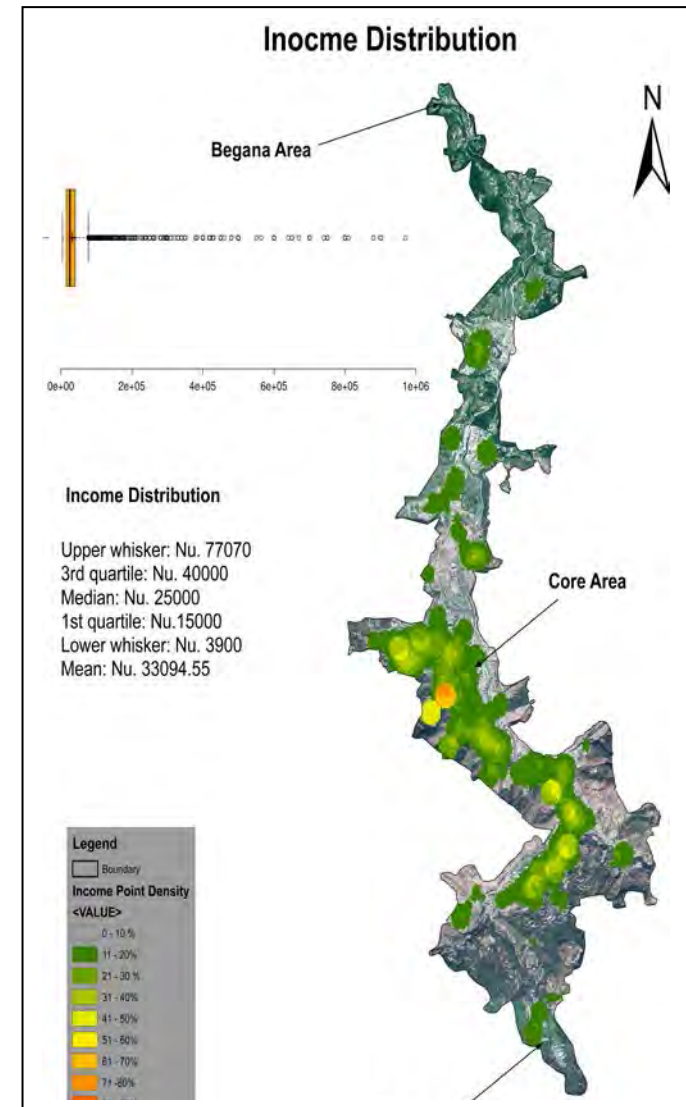 Inocme Distribution
N
Begana Area
0e+00 2e+05 4e+05 6e+05 8e+05 1e+06
Income Distribution
Upper whisker: Nu. 77070
3rd quartile: Nu. 40000
Median: Nu. 25000
1st quartile: Nu.15000
Lower whisker: Nu. 3900
Mean: Nu. 33094.55
Core Area
Legend
Boundary
Income Point Density
<VALUE>
0 - 10 %
11 - 20%
21 - 30 %
31 - 40%
41 - 50%
51 - 60%
61 - 70%
71 - 80%